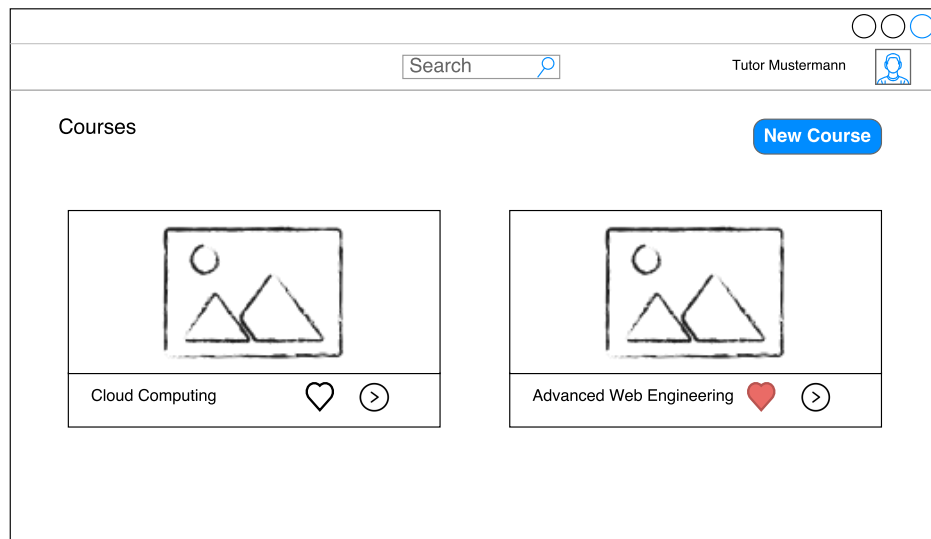 Search
Tutor Mustermann
Courses
New Course
Cloud Computing
Advanced Web Engineering